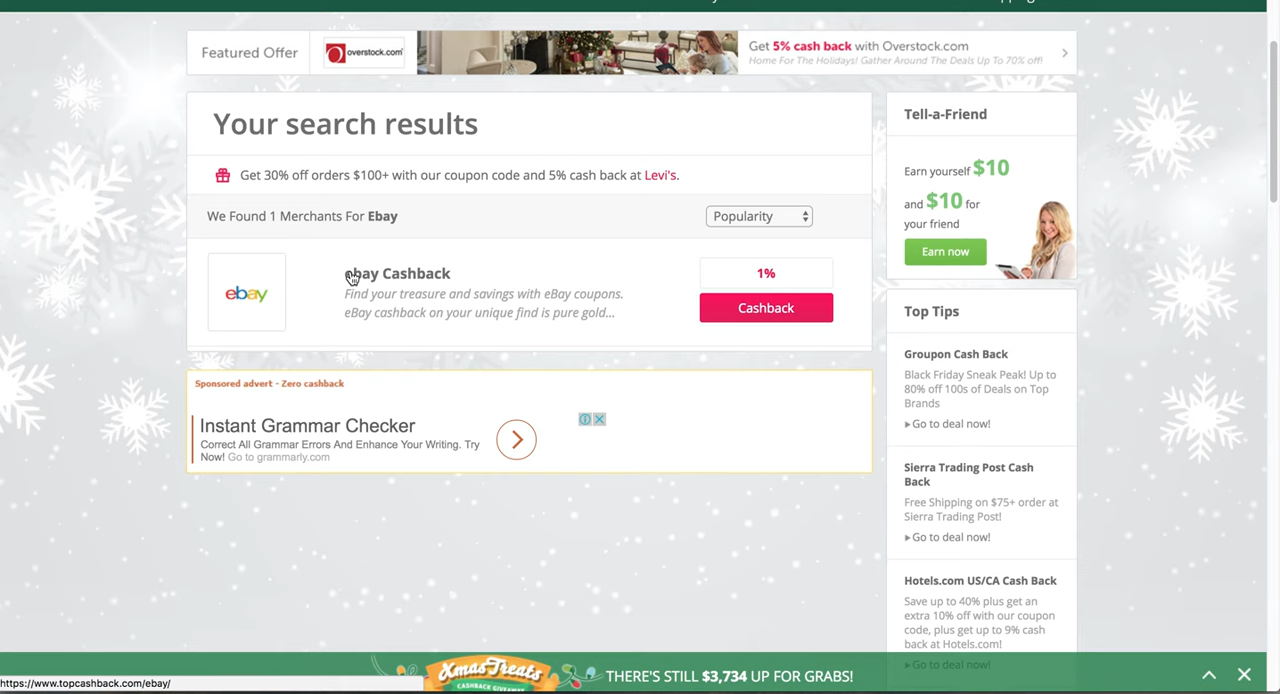 Featured Offer
overstock.com
Get 5% cash back with Overstock.com
Home For The Holidays! Gather Around The Deals Up To 70% off!
Your search results
Get 30% off orders $100+ with our coupon code and 5% cash back at Levi's.
We Found 1 Merchants For Ebay
Popularity
ebay
ebay Cashback
Find your treasure and savings with eBay coupons.
eBay cashback on your unique find is pure gold...
1%
Cashback
Sponsored advert - Zero cashback
Instant Grammar Checker
Correct All Grammar Errors And Enhance Your Writing. Try
Now! Go to grammarly.com
Tell-a-Friend
Earn yourself $10
and $10 for
your friend
Earn now
Top Tips
Groupon Cash Back
Black Friday Sneak Peak! Up to
80% off 100s of Deals on Top
Brands
Go to deal now!
Sierra Trading Post Cash
Back
Free Shipping on $75+ order at
Sierra Trading Post!
Go to deal now!
Hotels.com US/CA Cash Back
Save up to 40% plus get an
extra 10% off with our coupon
code, plus get up to 9% cash
back at Hotels.com!
Go to deal now!
Xmas Treats
CASHBACK GIVEAWAY
THERE'S STILL $3,734 UP FOR GRABS!
https://www.topcashback.com/ebay/